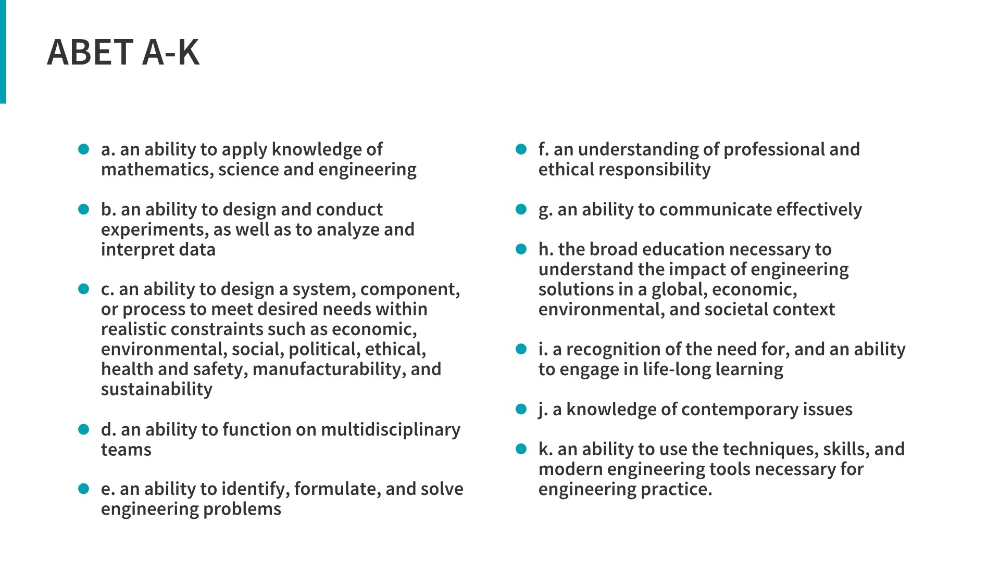 ABET A-K
a. an ability to apply knowledge of
mathematics, science and engineering
b. an ability to design and conduct
experiments, as well as to analyze and
interpret data
c. an ability to design a system, component,
or process to meet desired needs within
realistic constraints such as economic,
environmental, social, political, ethical,
health and safety, manufacturability, and
sustainability
d. an ability to function on multidisciplinary
teams
e. an ability to identify, formulate, and solve
engineering problems
f. an understanding of professional and
ethical responsibility
g. an ability to communicate effectively
h. the broad education necessary to
understand the impact of engineering
solutions in a global, economic,
environmental, and societal context
i. a recognition of the need for, and an ability
to engage in life-long learning
j. a knowledge of contemporary issues
k. an ability to use the techniques, skills, and
modern engineering tools necessary for
engineering practice.